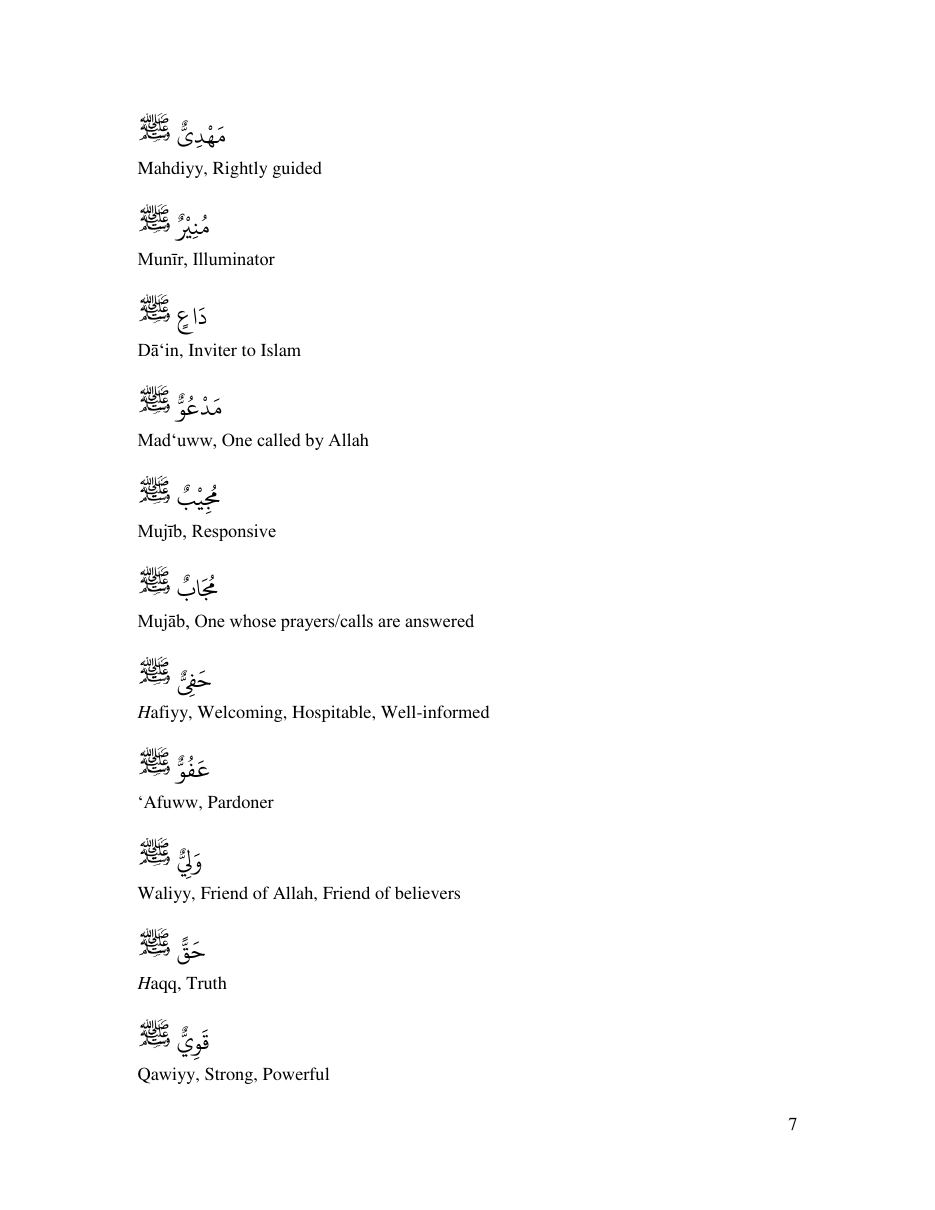 مَهْدِىٌّ ﷺ
Mahdiyy, Rightly guided
مُنِيْرٌ ﷺ
Munīr, Illuminator
دَاعٍ ﷺ
Dā‘in, Inviter to Islam
مَدْعُوٌّ ﷺ
Mad‘uww, One called by Allah
مُجِيْبٌ ﷺ
Mujīb, Responsive
مُجَابٌ ﷺ
Mujāb, One whose prayers/calls are answered
حَفِىٌّ ﷺ
Hafiyy, Welcoming, Hospitable, Well-informed
عَفُوٌّ ﷺ
‘Afuww, Pardoner
وَلِيٌّ ﷺ
Waliyy, Friend of Allah, Friend of believers
حَقًّ ﷺ
Haqq, Truth
قَوِيٌّ ﷺ
Qawiyy, Strong, Powerful
7